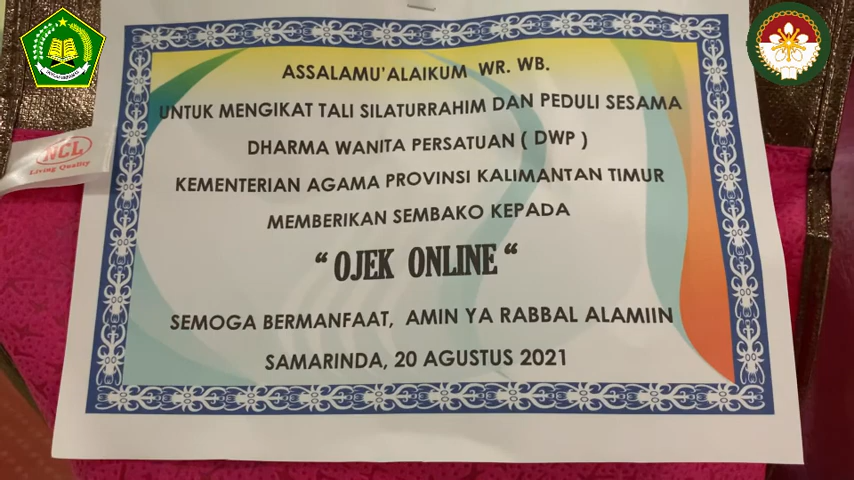 ASSALAMU'ALAIKUM WR. WB.
UNTUK MENGIKAT TALI SILATURRAHIM DAN PEDULI SESAMA
DHARMA WANITA PERSATUAN ( DWP )
KEMENTERIAN AGAMA PROVINSI KALIMANTAN TIMUR
MEMBERIKAN SEMBAKO KEPADA
“ OJEK ONLINE “
SEMOGA BERMANFAAT, AMIN YA RABBAL ALAMIIN
SAMARINDA, 20 AGUSTUS 2021
NCL
Living Quality